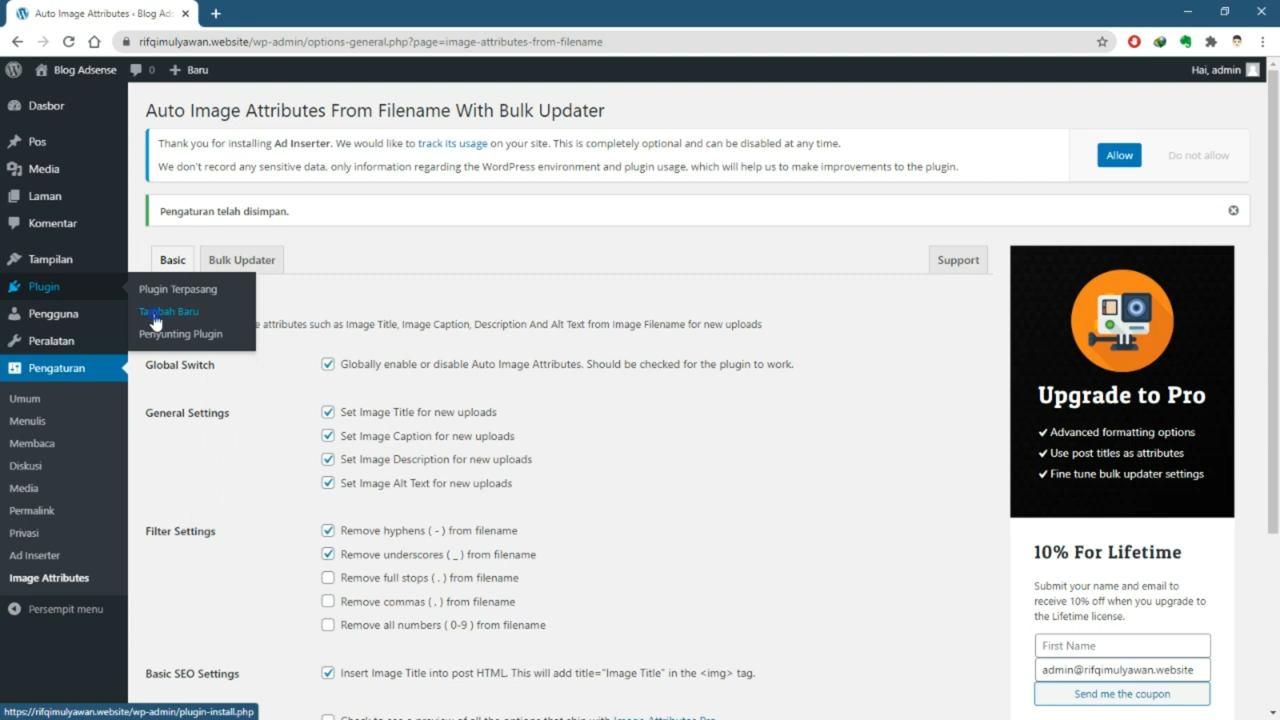 Auto Image Attributes ‹ Blog Ads
rifqimulyawan.website/wp-admin/options-general.php?page=image-attributes-from-filename
Blog Adsense
0
Baru
Hai, admin
Dasbor
Pos
Media
Laman
Komentar
Tampilan
Plugin
Pengguna
Peralatan
Pengaturan
Umum
Menulis
Membaca
Diskusi
Media
Permalink
Privasi
Ad Inserter
Image Attributes
Persempit menu
Plugin Terpasang
Tambah Baru
Penyunting Plugin
Auto Image Attributes From Filename With Bulk Updater
Thank you for installing Ad Inserter. We would like to track its usage on your site. This is completely optional and can be disabled at any time.
We don't record any sensitive data, only information regarding the WordPress environment and plugin usage, which will help us to make improvements to the plugin.
Allow
Do not allow
Pengaturan telah disimpan.
Basic
Bulk Updater
Support
attributes such as Image Title, Image Caption, Description And Alt Text from Image Filename for new uploads
Global Switch
Globally enable or disable Auto Image Attributes. Should be checked for the plugin to work.
General Settings
Set Image Title for new uploads
Set Image Caption for new uploads
Set Image Description for new uploads
Set Image Alt Text for new uploads
Filter Settings
Remove hyphens ( - ) from filename
Remove underscores ( _ ) from filename
Remove full stops ( . ) from filename
Remove commas ( , ) from filename
Remove all numbers ( 0-9 ) from filename
Basic SEO Settings
Insert Image Title into post HTML. This will add title="Image Title" in the <img> tag.
Check to see a preview of all the options that ship with Image Attributes Pro
Upgrade to Pro
✔ Advanced formatting options
✔ Use post titles as attributes
✔ Fine tune bulk updater settings
10% For Lifetime
Submit your name and email to
receive 10% off when you upgrade to
the Lifetime license.
First Name
admin@rifqimulyawan.website
Send me the coupon
https://rifqimulyawan.website/wp-admin/plugin-install.php